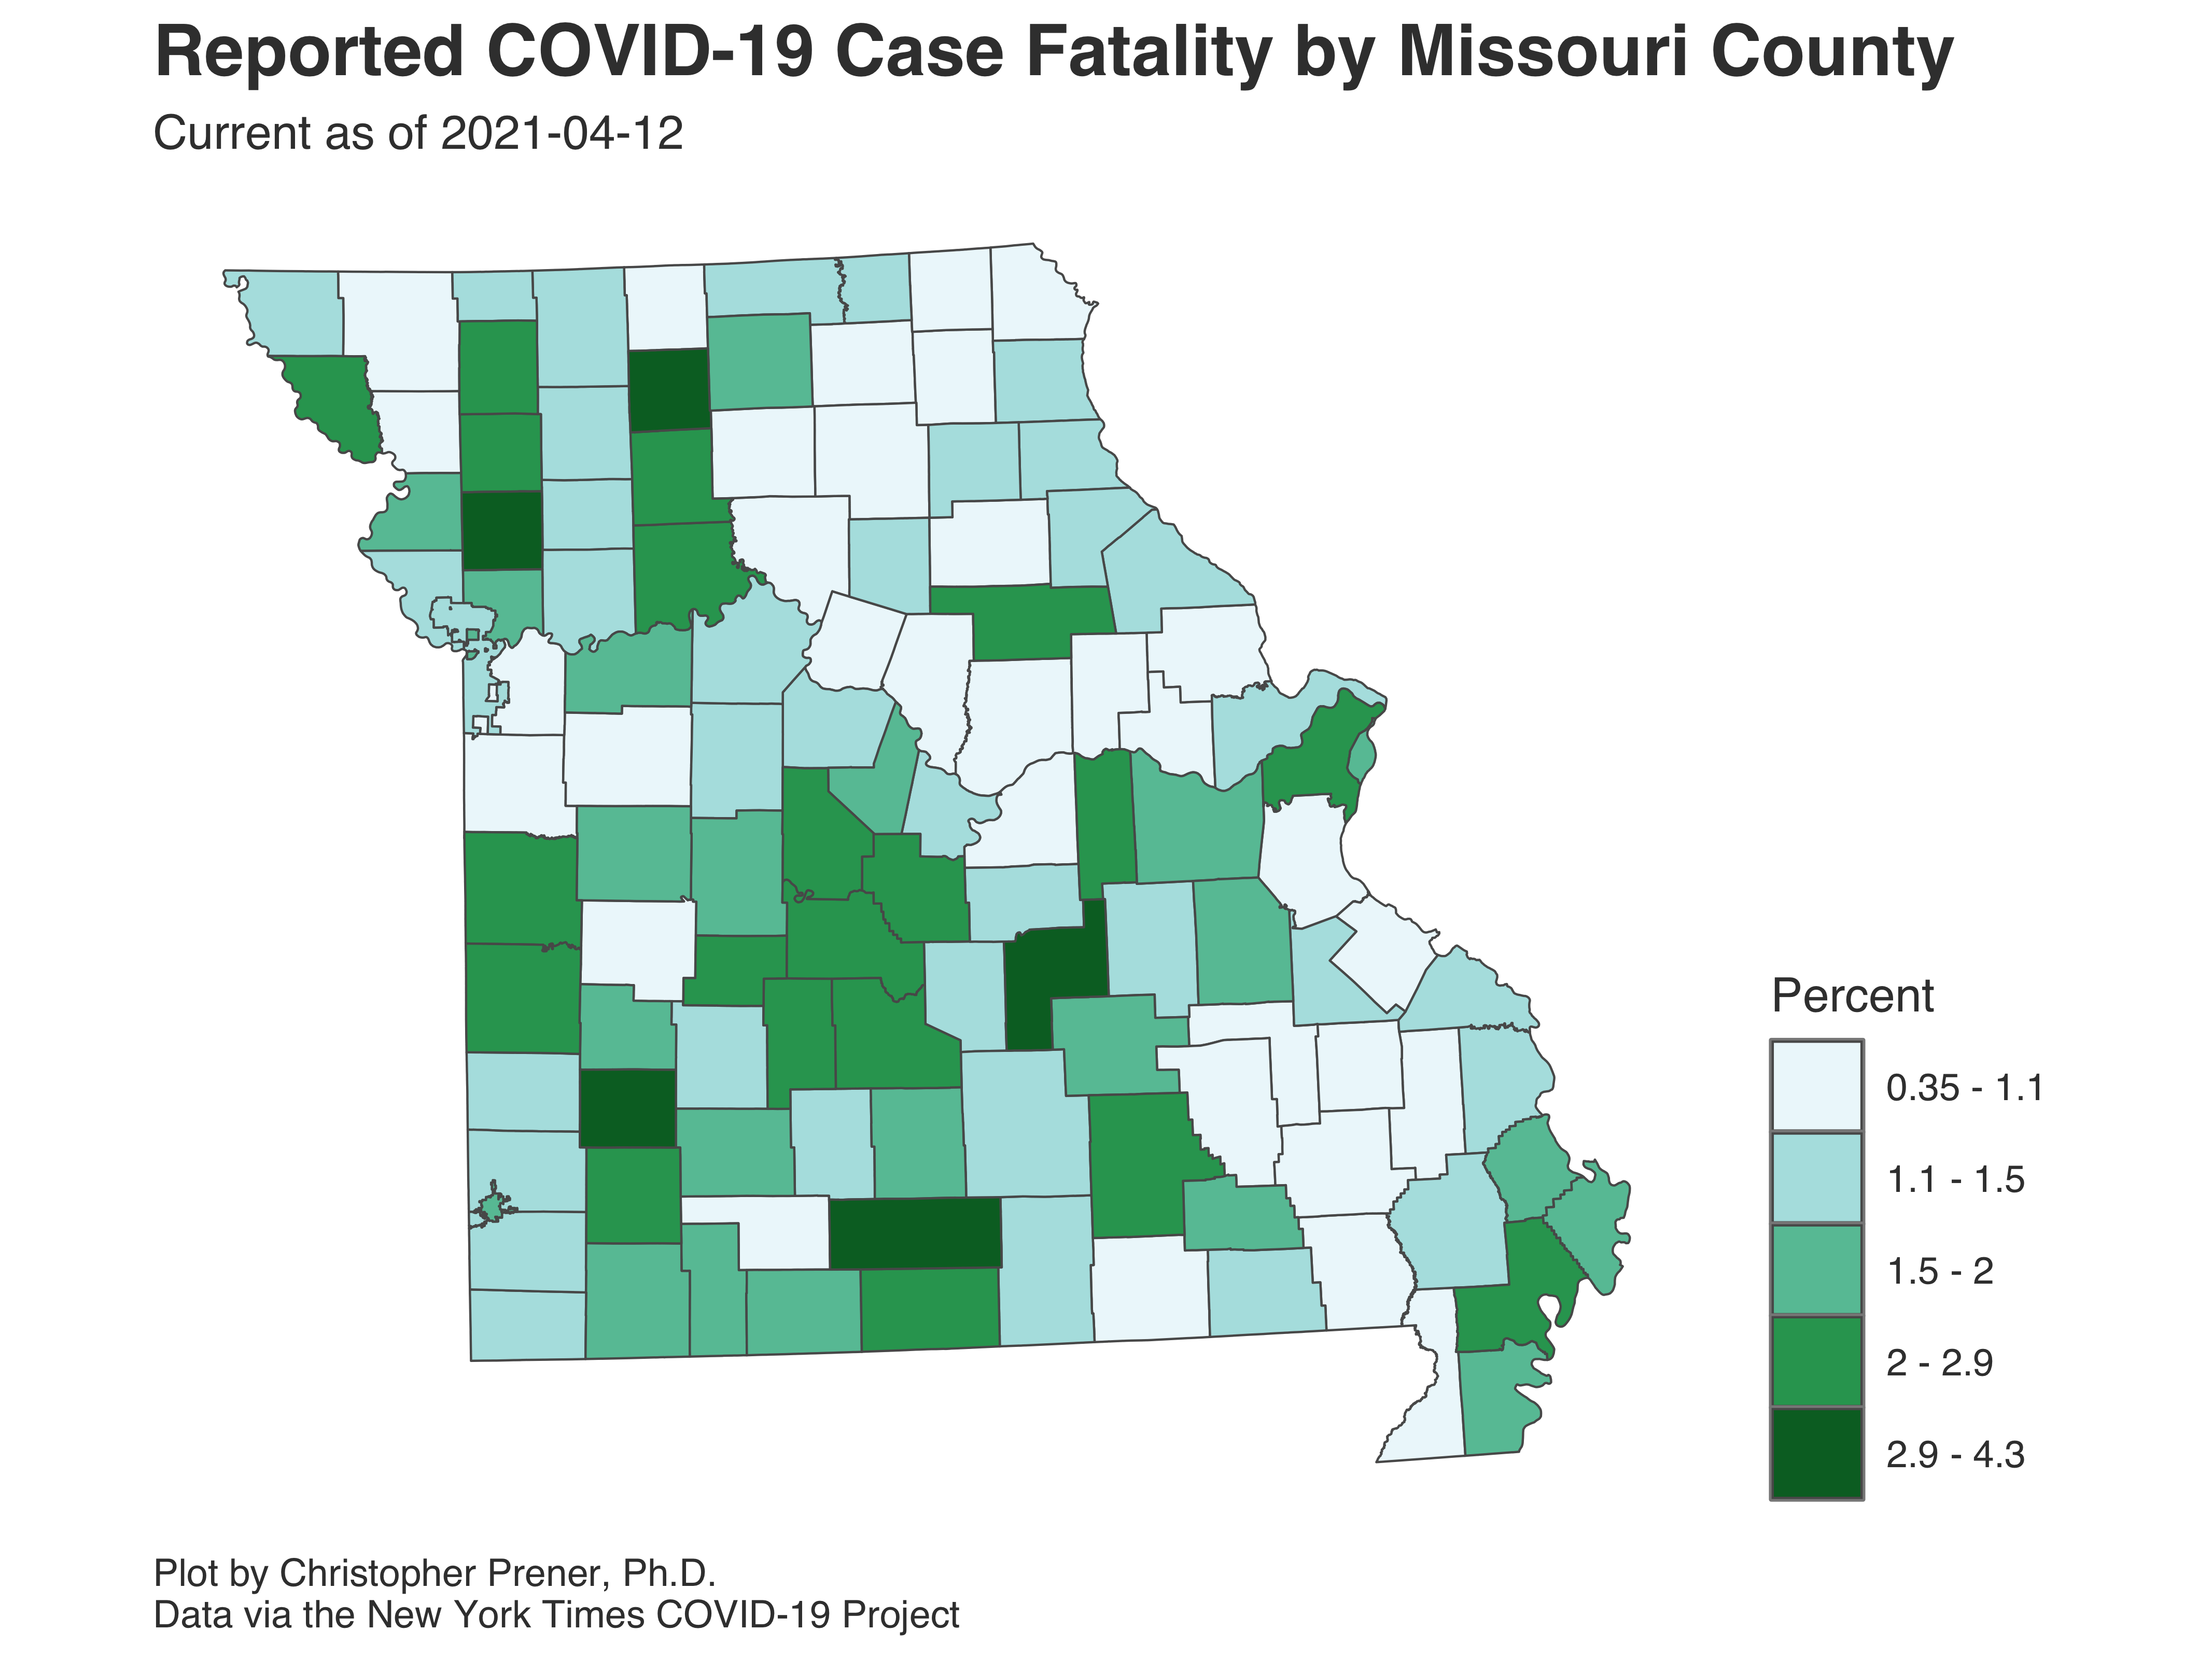 Reported COVID-19 Case Fatality by Missouri County
Current as of 2021-04-12
Percent
0.35 - 1.1
1.1 - 1.5
1.5 - 2
2 - 2.9
2.9 - 4.3
Plot by Christopher Prener, Ph.D.
Data via the New York Times COVID-19 Project